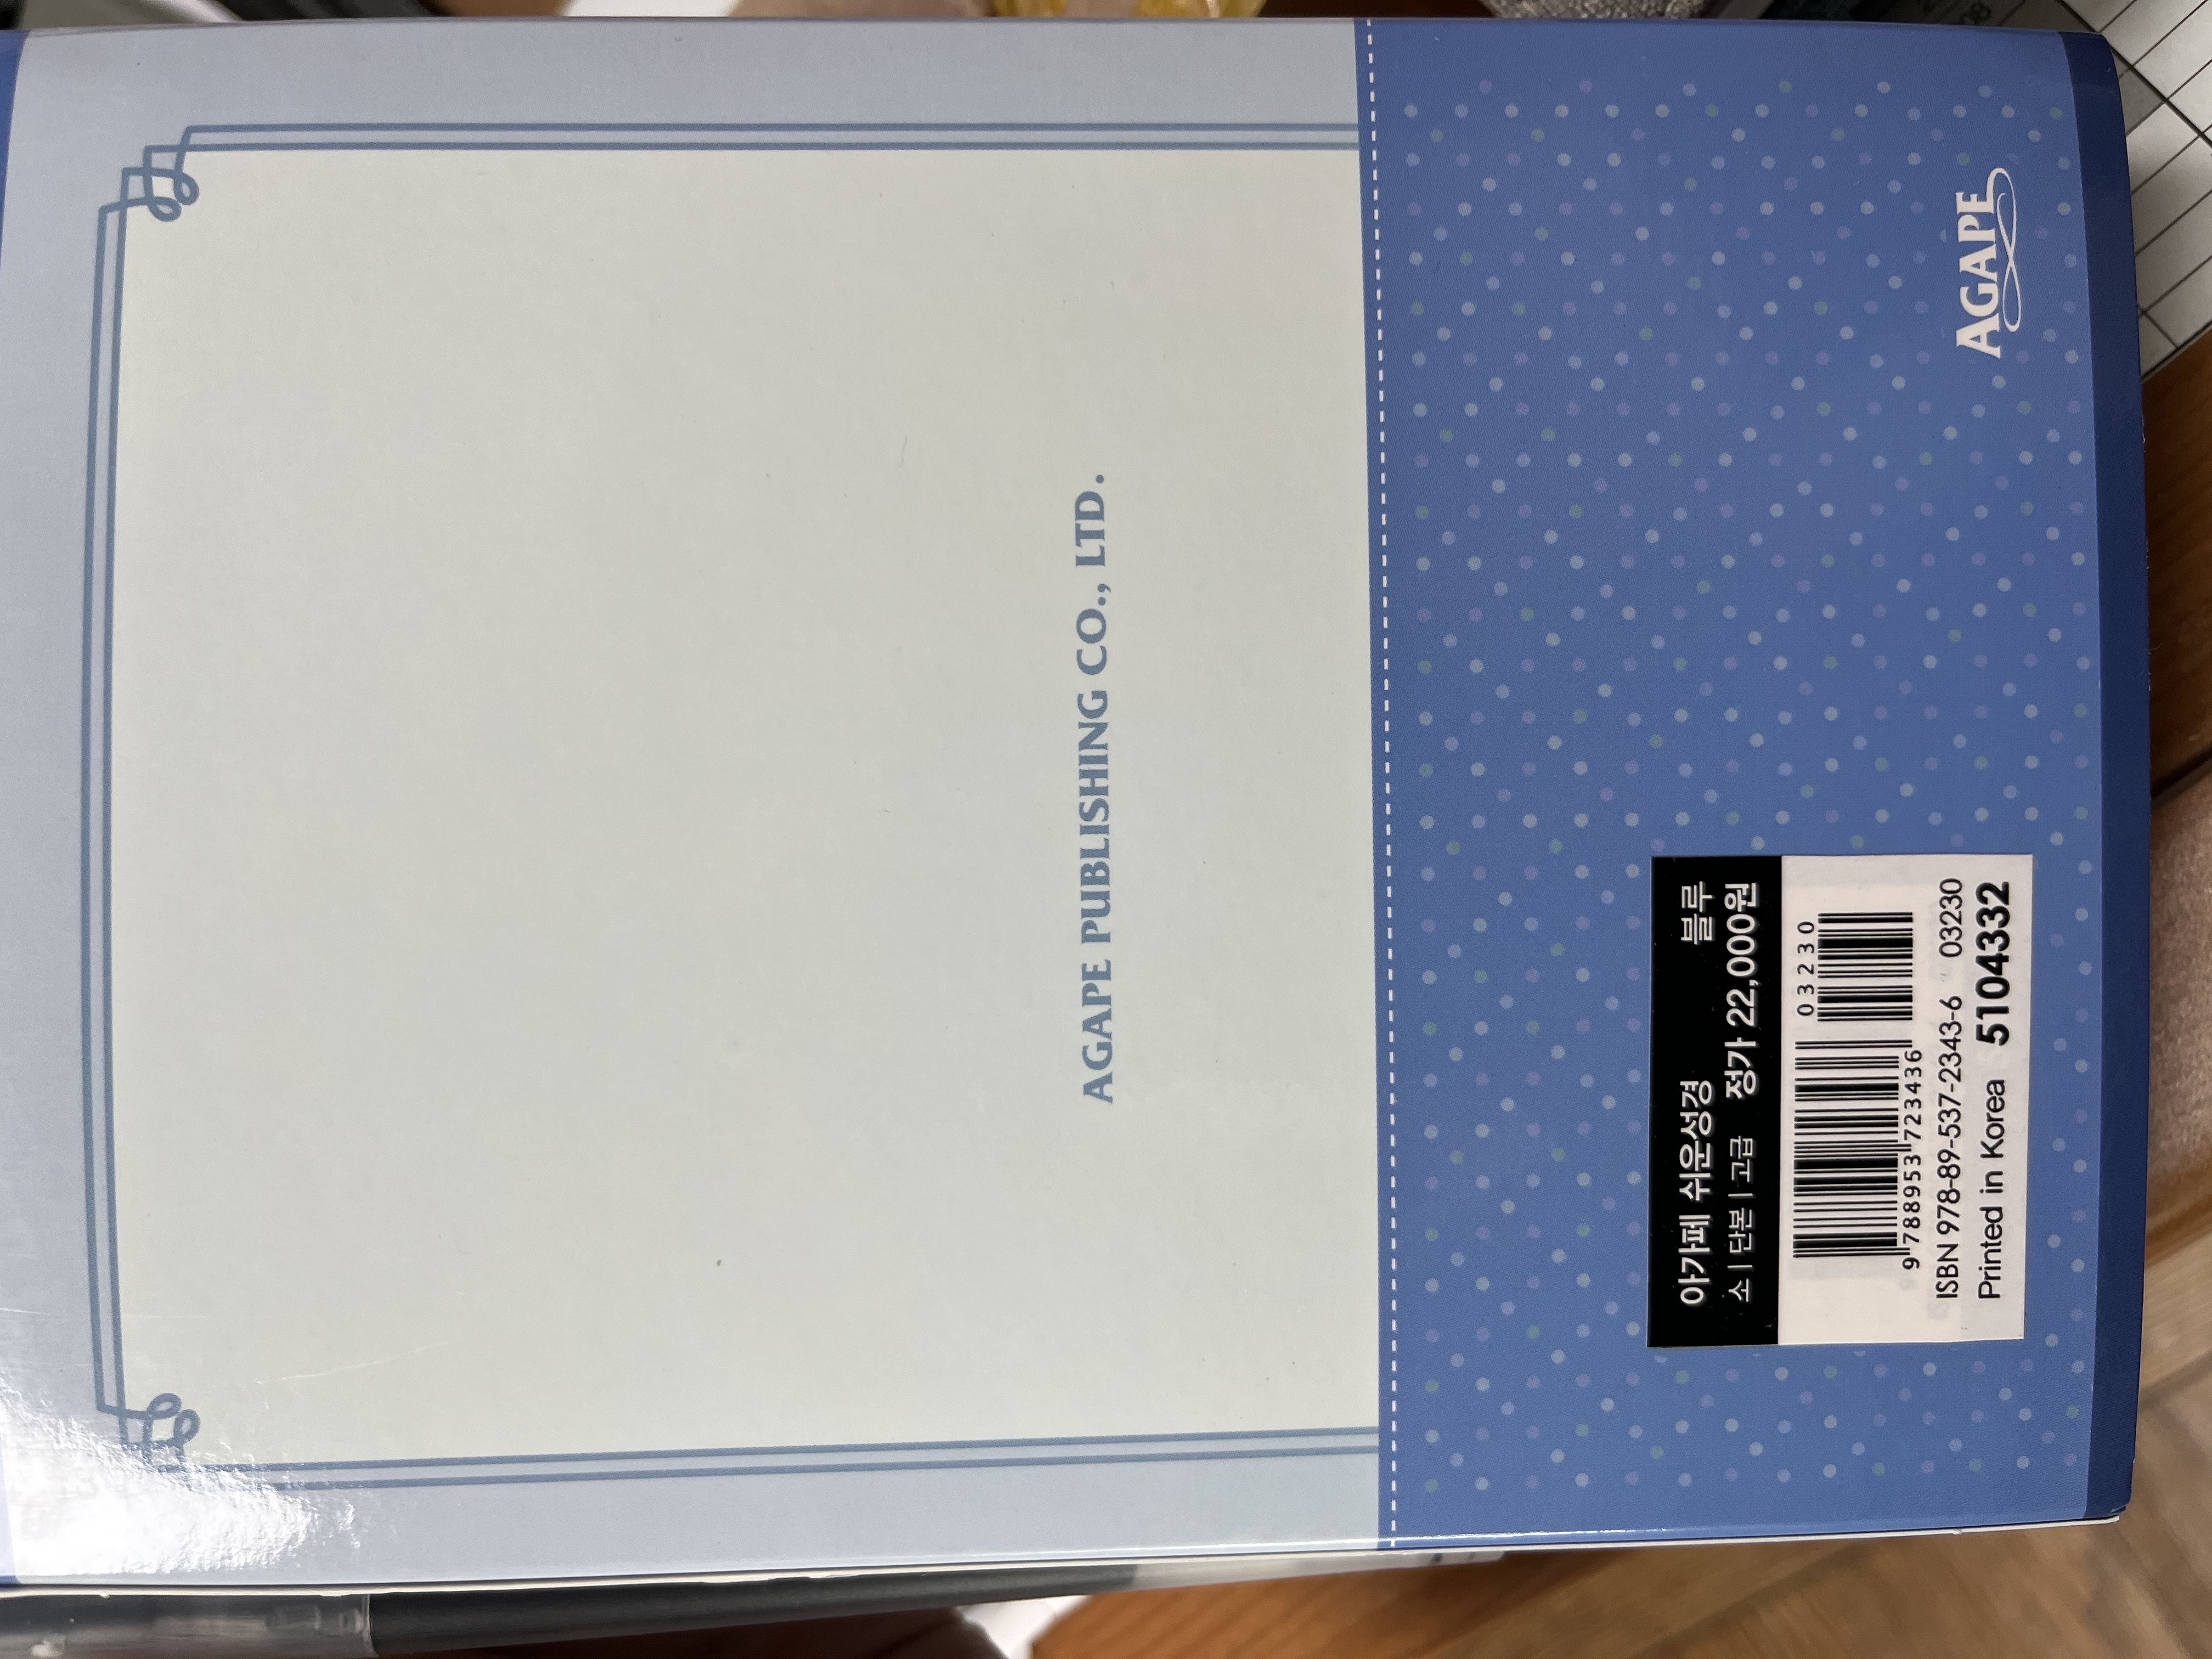 AGAPE PUBLISHING CO., LTD.
아가페 쉬운성경 블루
소 | 단본 | 고급 정가 22,000원
03230
9 788953 723436
ISBN 978-89-537-2343-6 03230
Printed in Korea 5104332
AGAPE